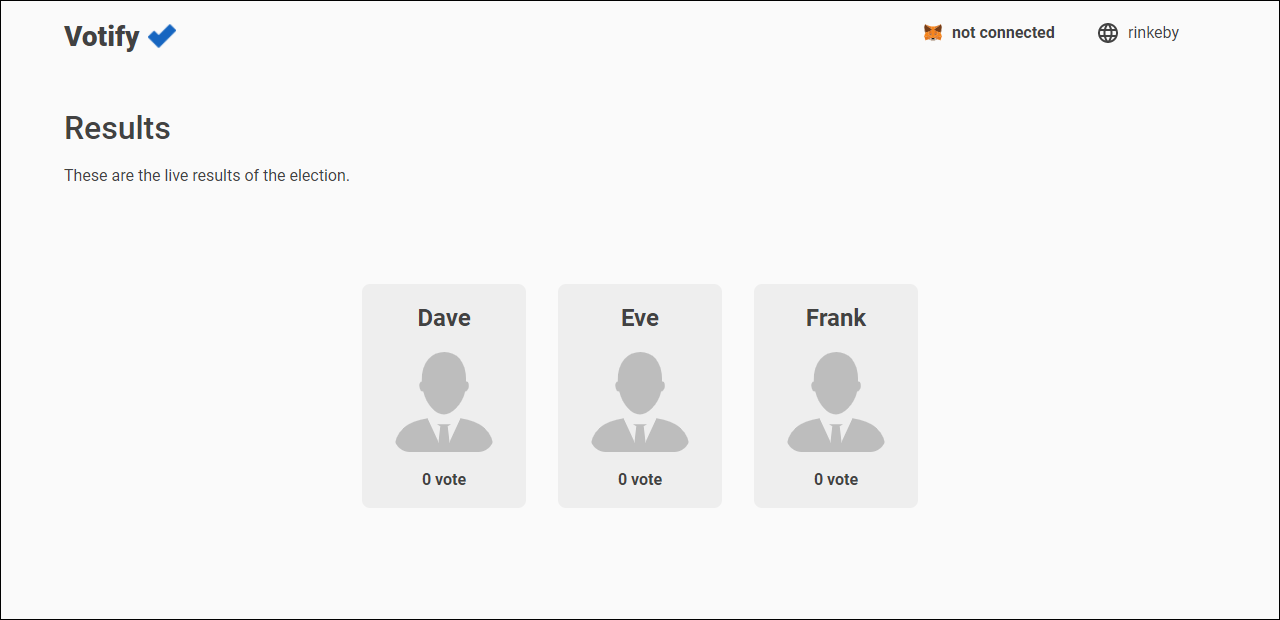 Votify
not connected
rinkeby
Results
These are the live results of the election.
Dave
Eve
Frank
0 vote
0 vote
0 vote